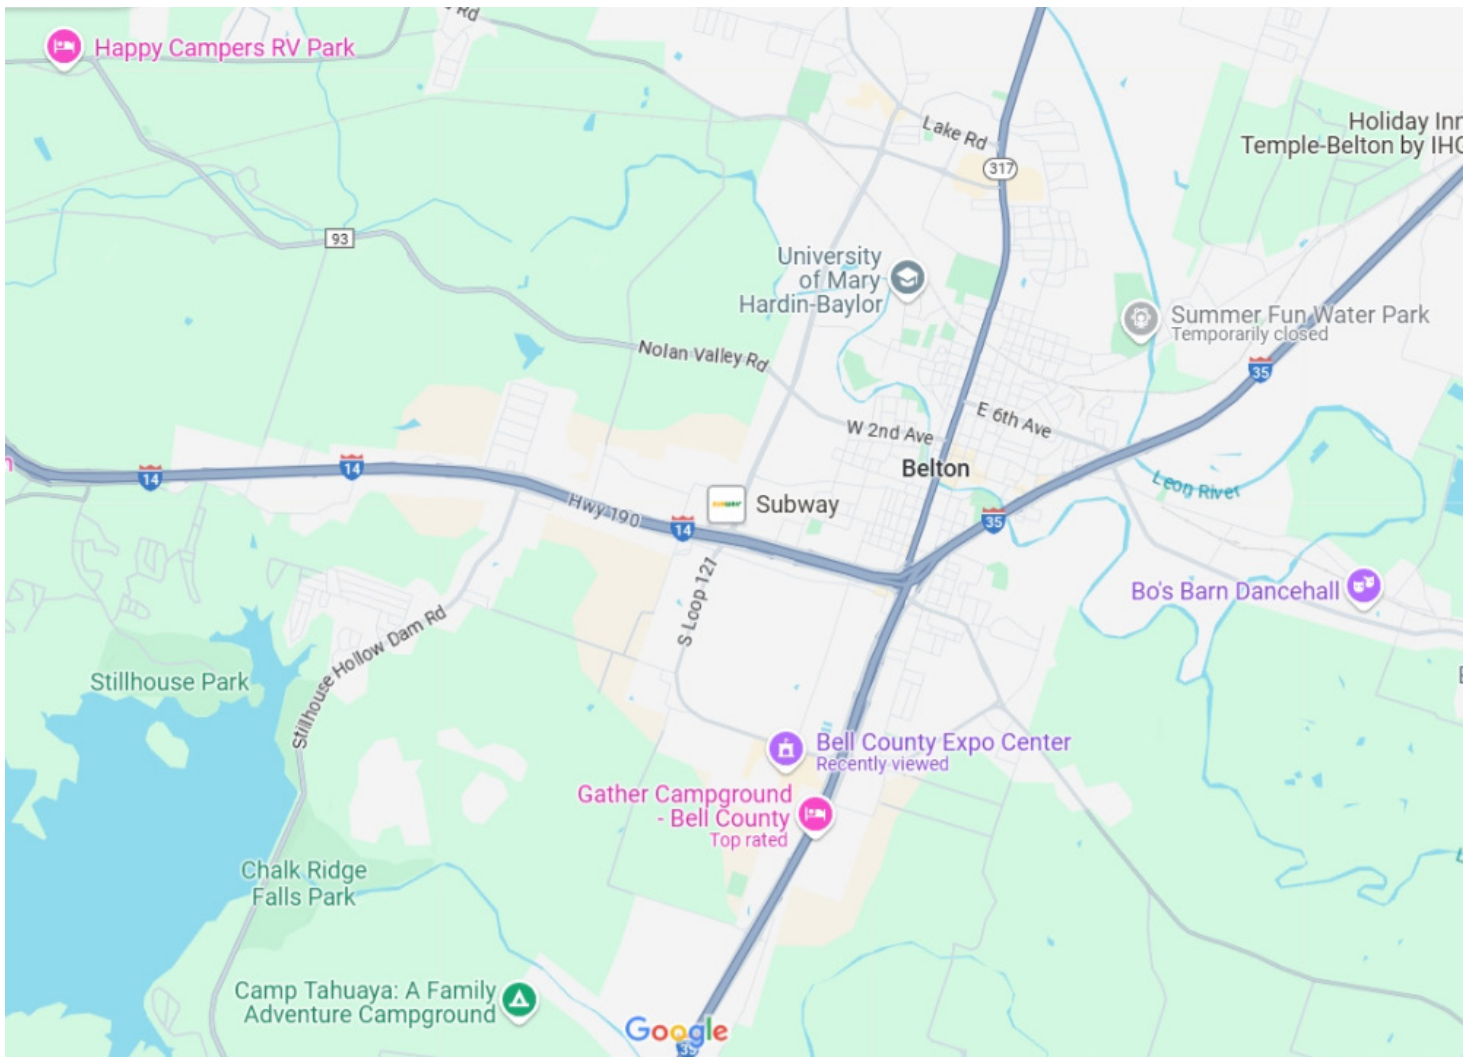 Rd
Happy Campers RV Park
Lake Rd
Holiday Inn
Temple-Belton by IHG
317
93
University
of Mary
Hardin-Baylor
Summer Fun Water Park
Temporarily closed
Nolan Valley Rd
35
E 6th Ave
W 2nd Ave
Belton
14
14
Leon River
Hwy 190
SUBWAY
Subway
14
35
S Loop 121
Bo's Barn Dancehall
Stillhouse Hollow Dam Rd
Stillhouse Park
Bell County Expo Center
Recently viewed
Gather Campground
- Bell County
Top rated
Chalk Ridge
Falls Park
Camp Tahuaya: A Family
Adventure Campground
Google
35